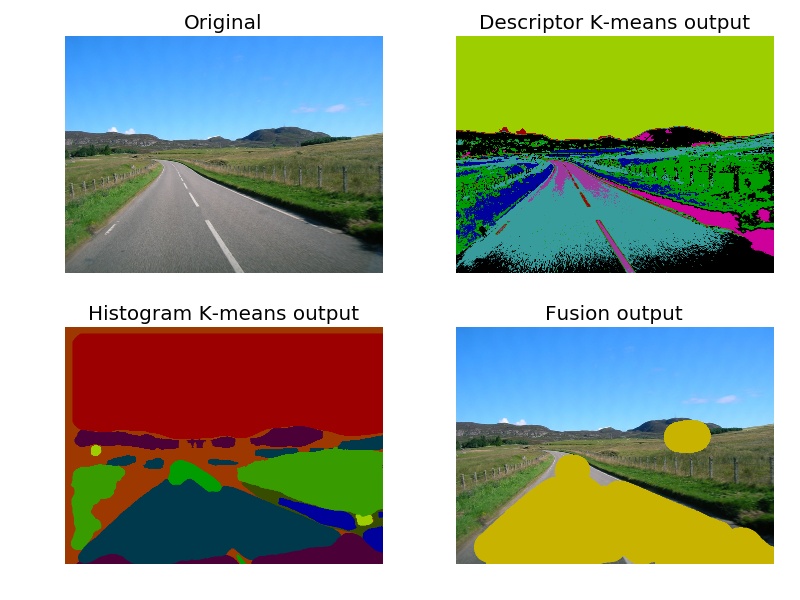 Original
Descriptor K-means output
Histogram K-means output
Fusion output